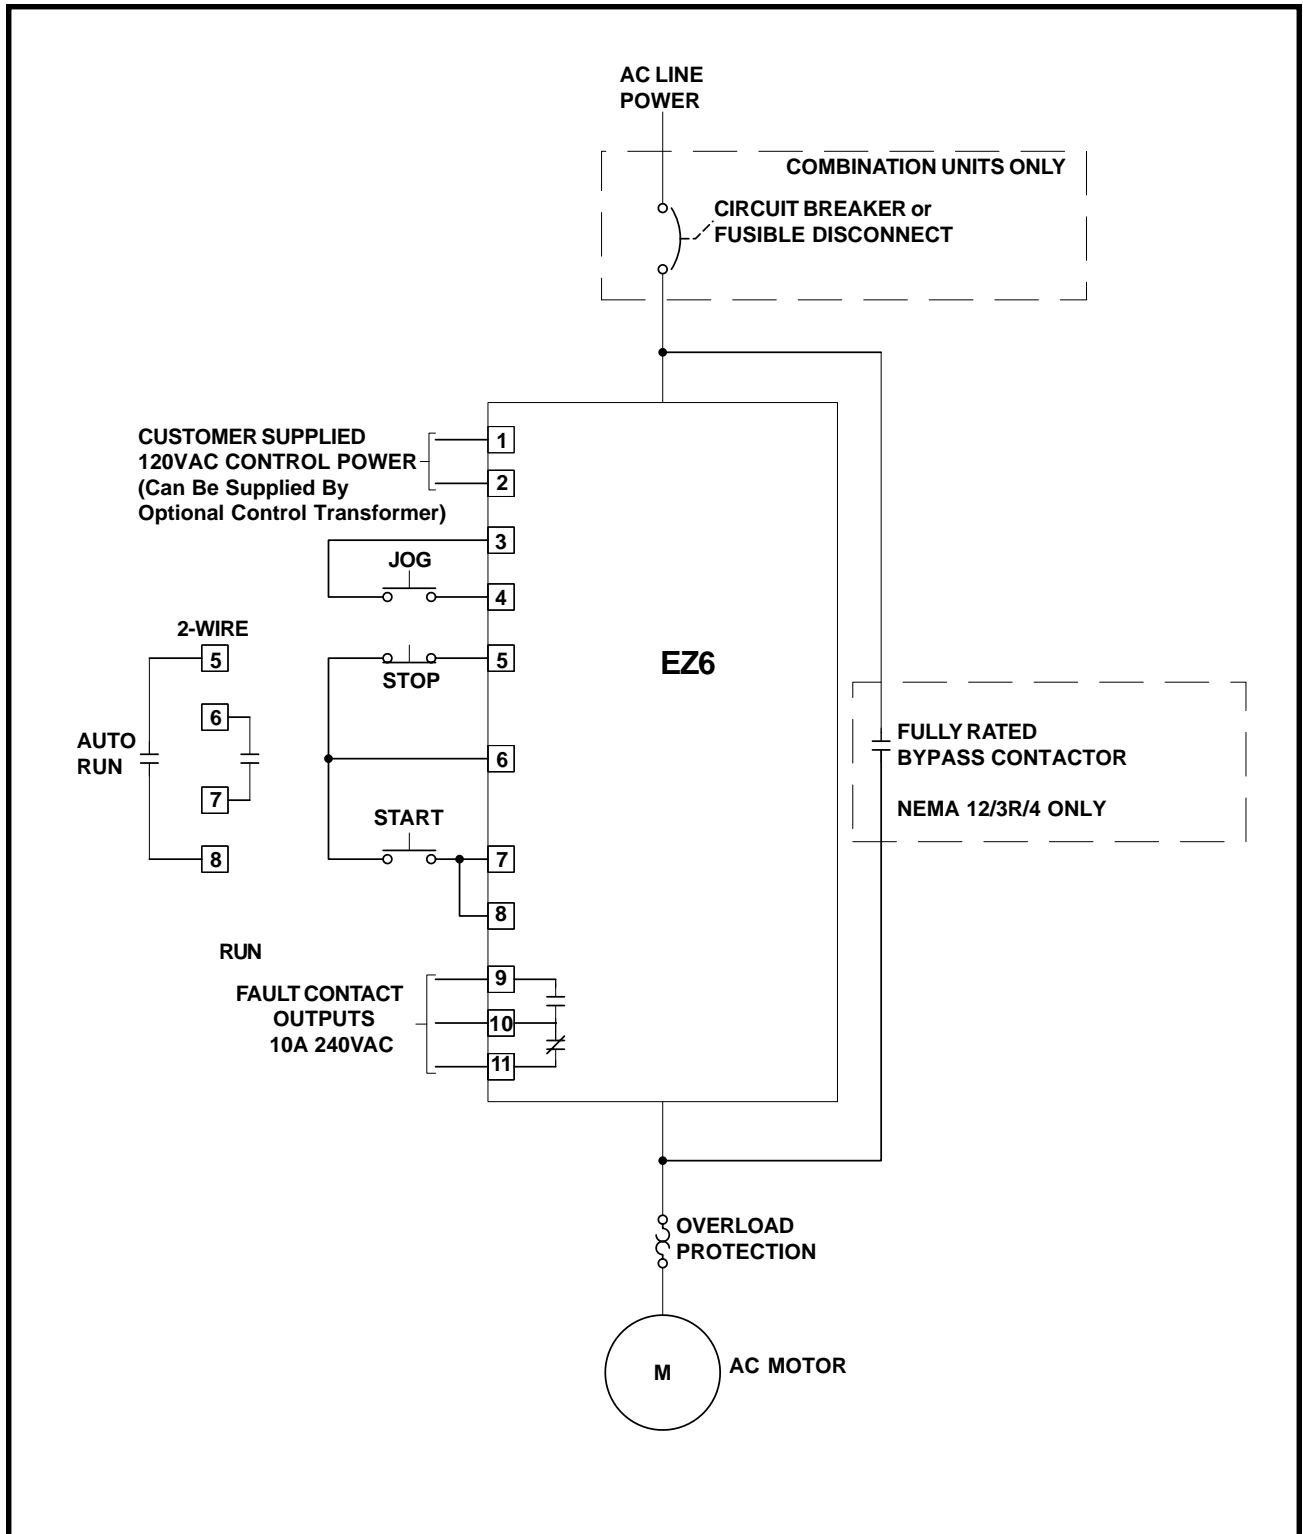 AC LINE
POWER
COMBINATION UNITS ONLY
CIRCUIT BREAKER or
FUSIBLE DISCONNECT
CUSTOMER SUPPLIED
120VAC CONTROL POWER
(Can Be Supplied By
Optional Control Transformer)
1
2
3
JOG
4
2-WIRE
5
6
7
8
AUTO
RUN
5
STOP
6
START
7
8
EZ6
FULLY RATED
BYPASS CONTACTOR
NEMA 12/3R/4 ONLY
RUN
FAULT CONTACT
OUTPUTS
10A 240VAC
9
10
11
OVERLOAD
PROTECTION
M
AC MOTOR